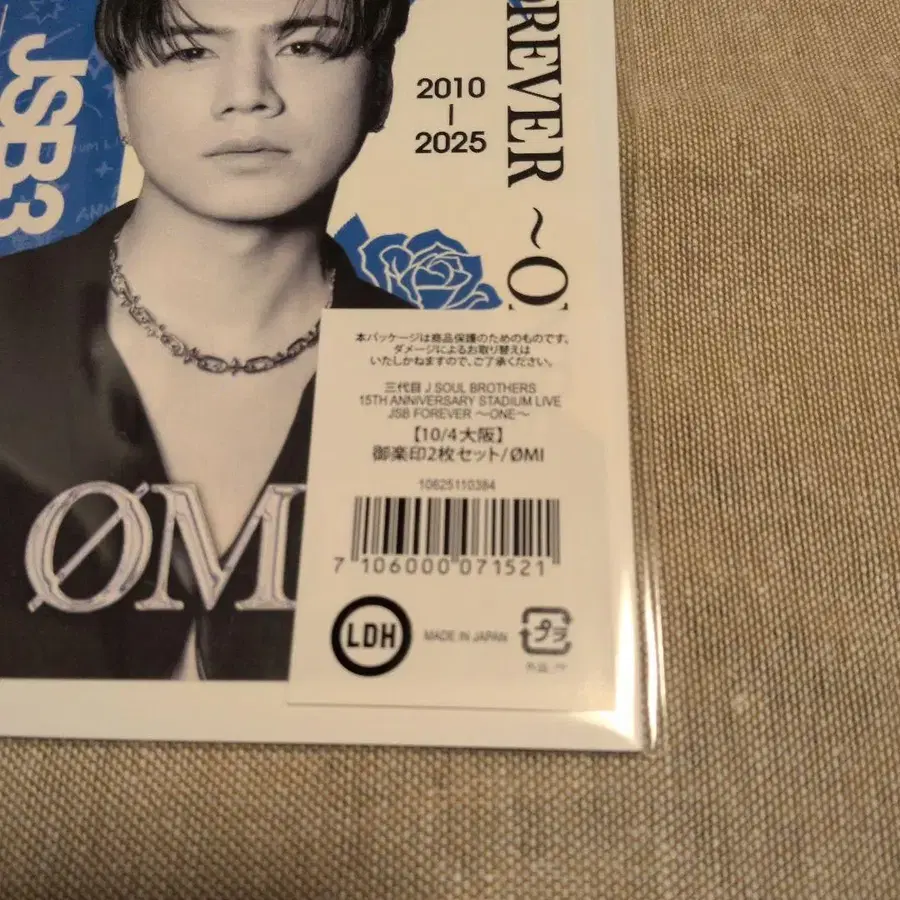 JSB3
OREVER ~O
2010
-
2025
ØM
本パッケージは商品保護のためのものです。
ダメージによるお取り替えは
いたしかねますので、ご了承ください。
三代目 J SOUL BROTHERS
15TH ANNIVERSARY STADIUM LIVE
JSB FOREVER ~ONE~
【10/4大阪】
御楽印2枚セット/ØMI
10625110384
7 106000 071521
LDH
MADE IN JAPAN
プラ